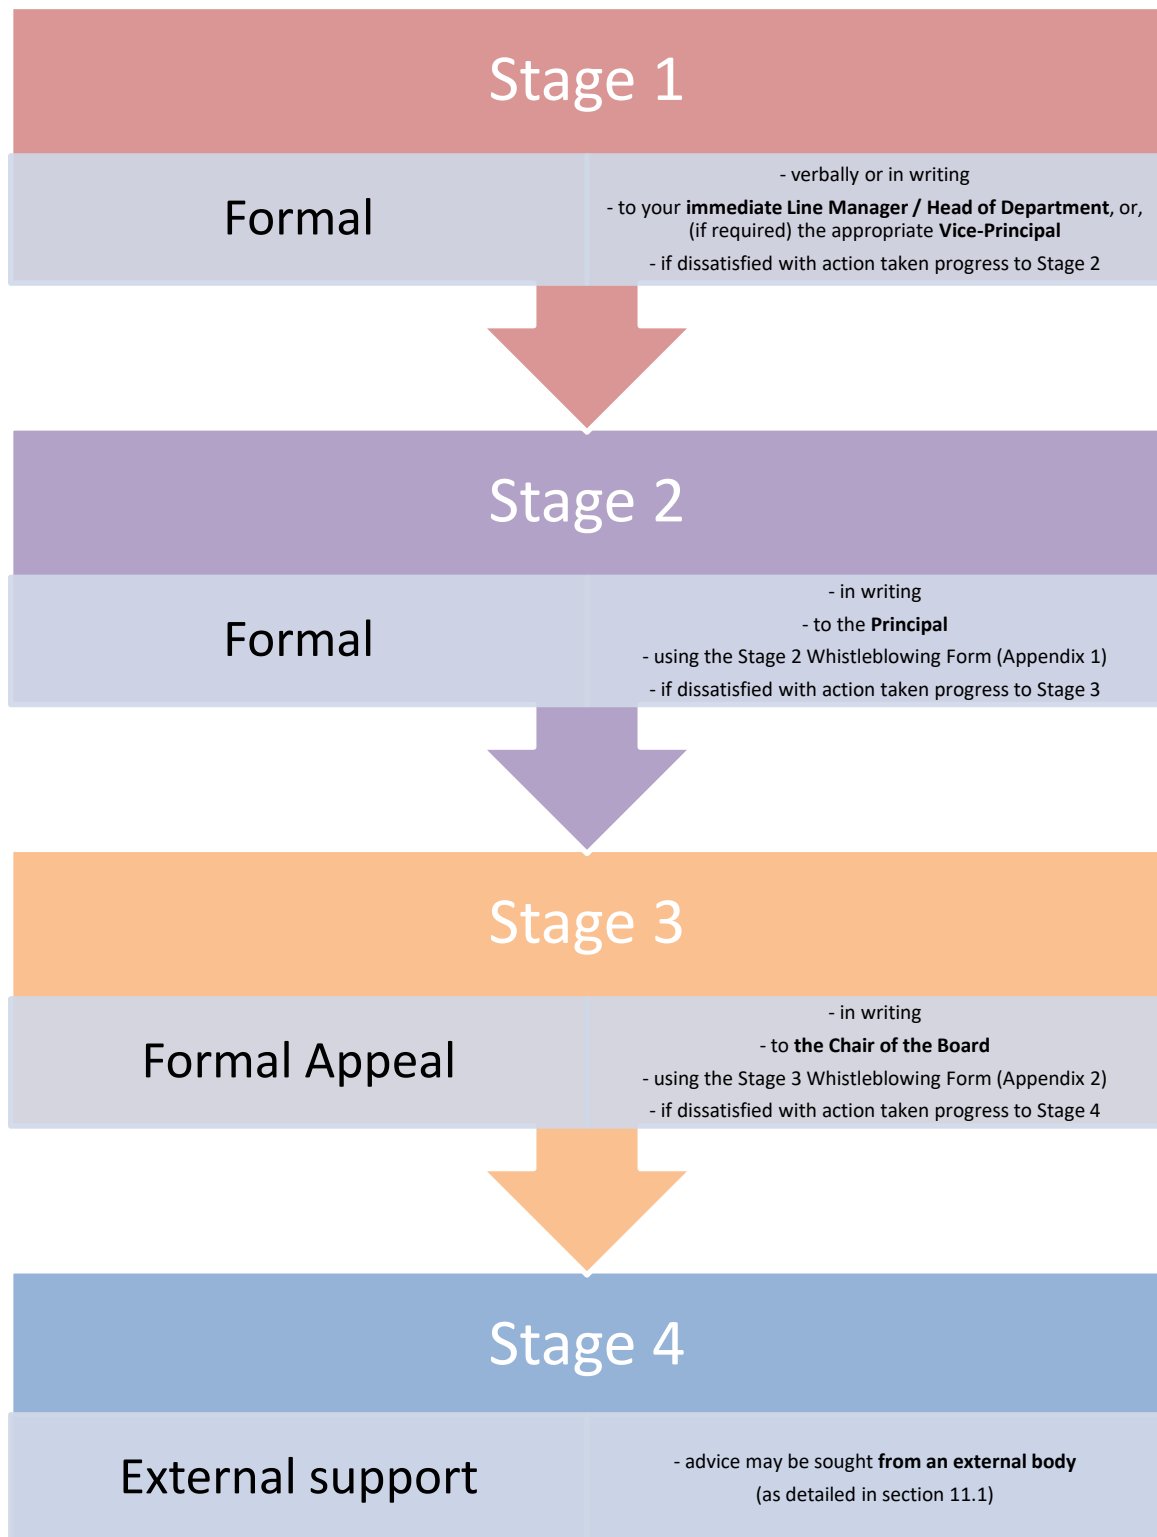 Stage 1
Formal
- verbally or in writing
- to your immediate Line Manager / Head of Department, or,
(if required) the appropriate Vice-Principal
- if dissatisfied with action taken progress to Stage 2
Stage 2
Formal
- in writing
- to the Principal
- using the Stage 2 Whistleblowing Form (Appendix 1)
- if dissatisfied with action taken progress to Stage 3
Stage 3
Formal Appeal
- in writing
- to the Chair of the Board
- using the Stage 3 Whistleblowing Form (Appendix 2)
- if dissatisfied with action taken progress to Stage 4
Stage 4
External support
- advice may be sought from an external body
(as detailed in section 11.1)